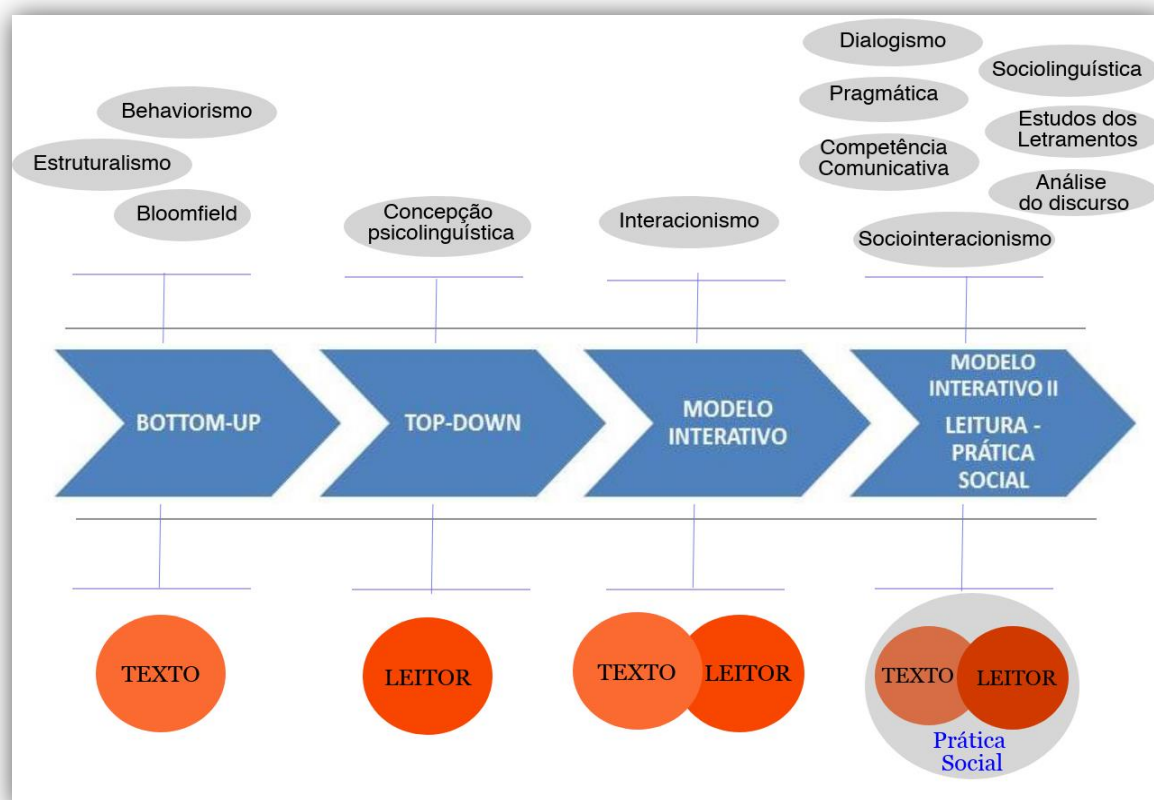 Behaviorismo
Estruturalismo
Bloomfield
Concepção
psicolinguística
Interacionismo
Dialogismo
Sociolinguística
Pragmática
Estudos dos
Letramentos
Competência
Comunicativa
Análise
do discurso
Sociointeracionismo
BOTTOM-UP
TOP-DOWN
MODELO
INTERATIVO
MODELO
INTERATIVO II
LEITURA -
PRÁTICA
SOCIAL
TEXTO
LEITOR
TEXTO
LEITOR
TEXTO
LEITOR
Prática
Social